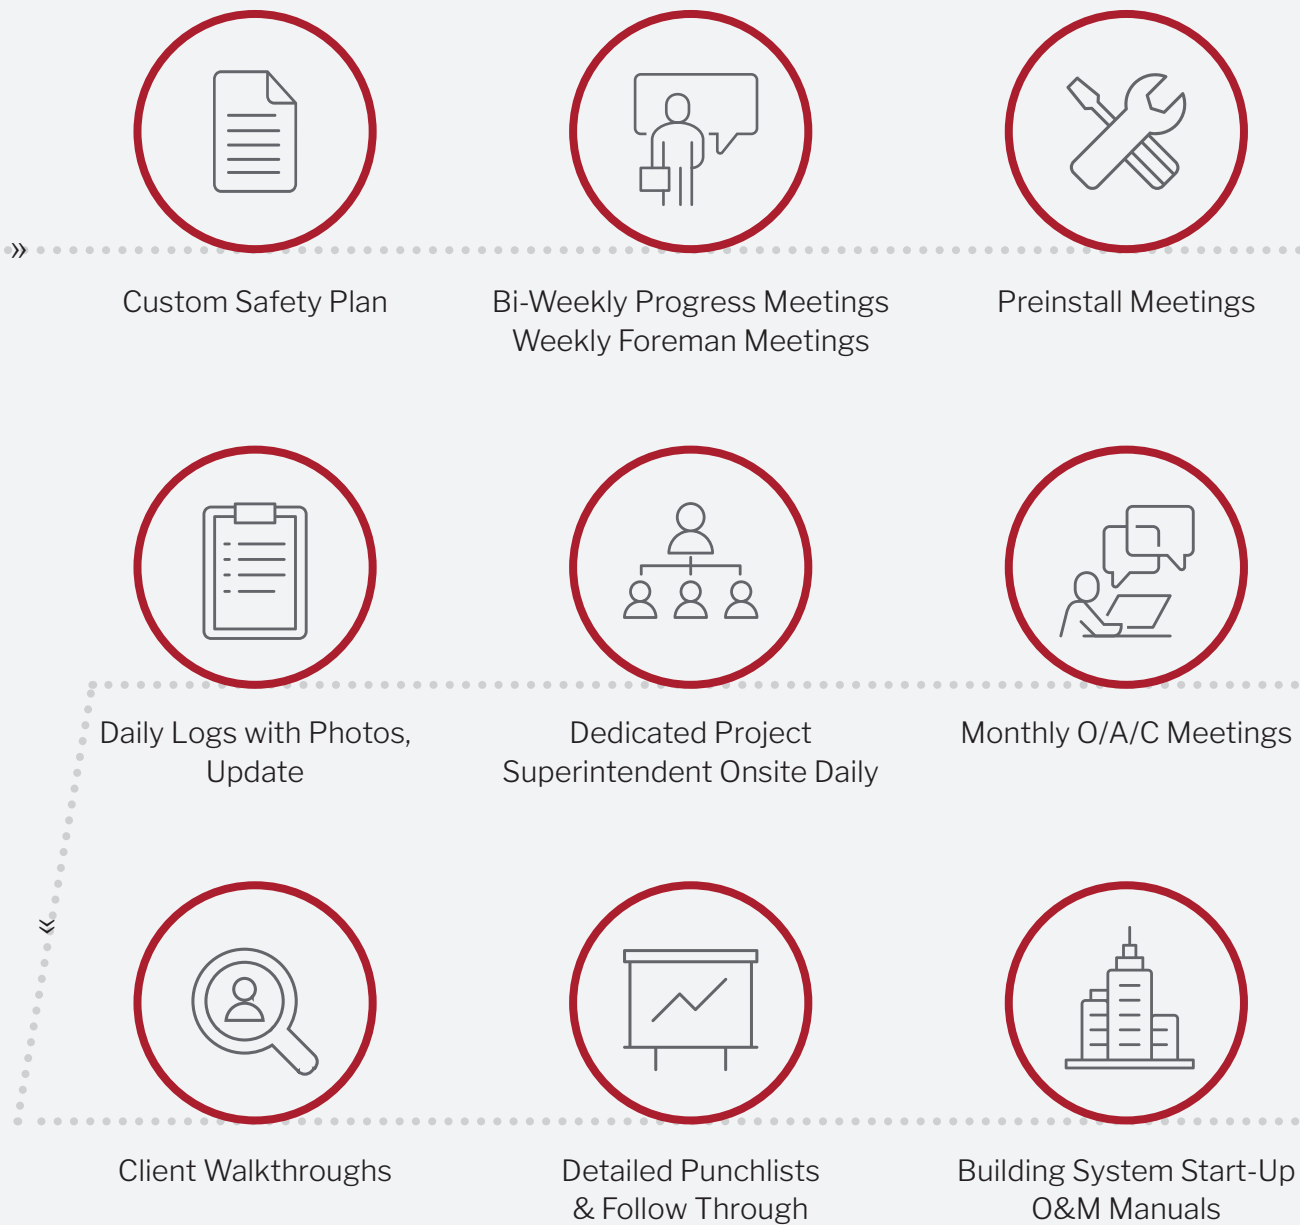 »
Custom Safety Plan
Bi-Weekly Progress Meetings
Weekly Foreman Meetings
Preinstall Meetings
Daily Logs with Photos,
Update
Dedicated Project
Superintendent Onsite Daily
Monthly O/A/C Meetings
»
Client Walkthroughs
Detailed Punchlists
& Follow Through
Building System Start-Up
O&M Manuals